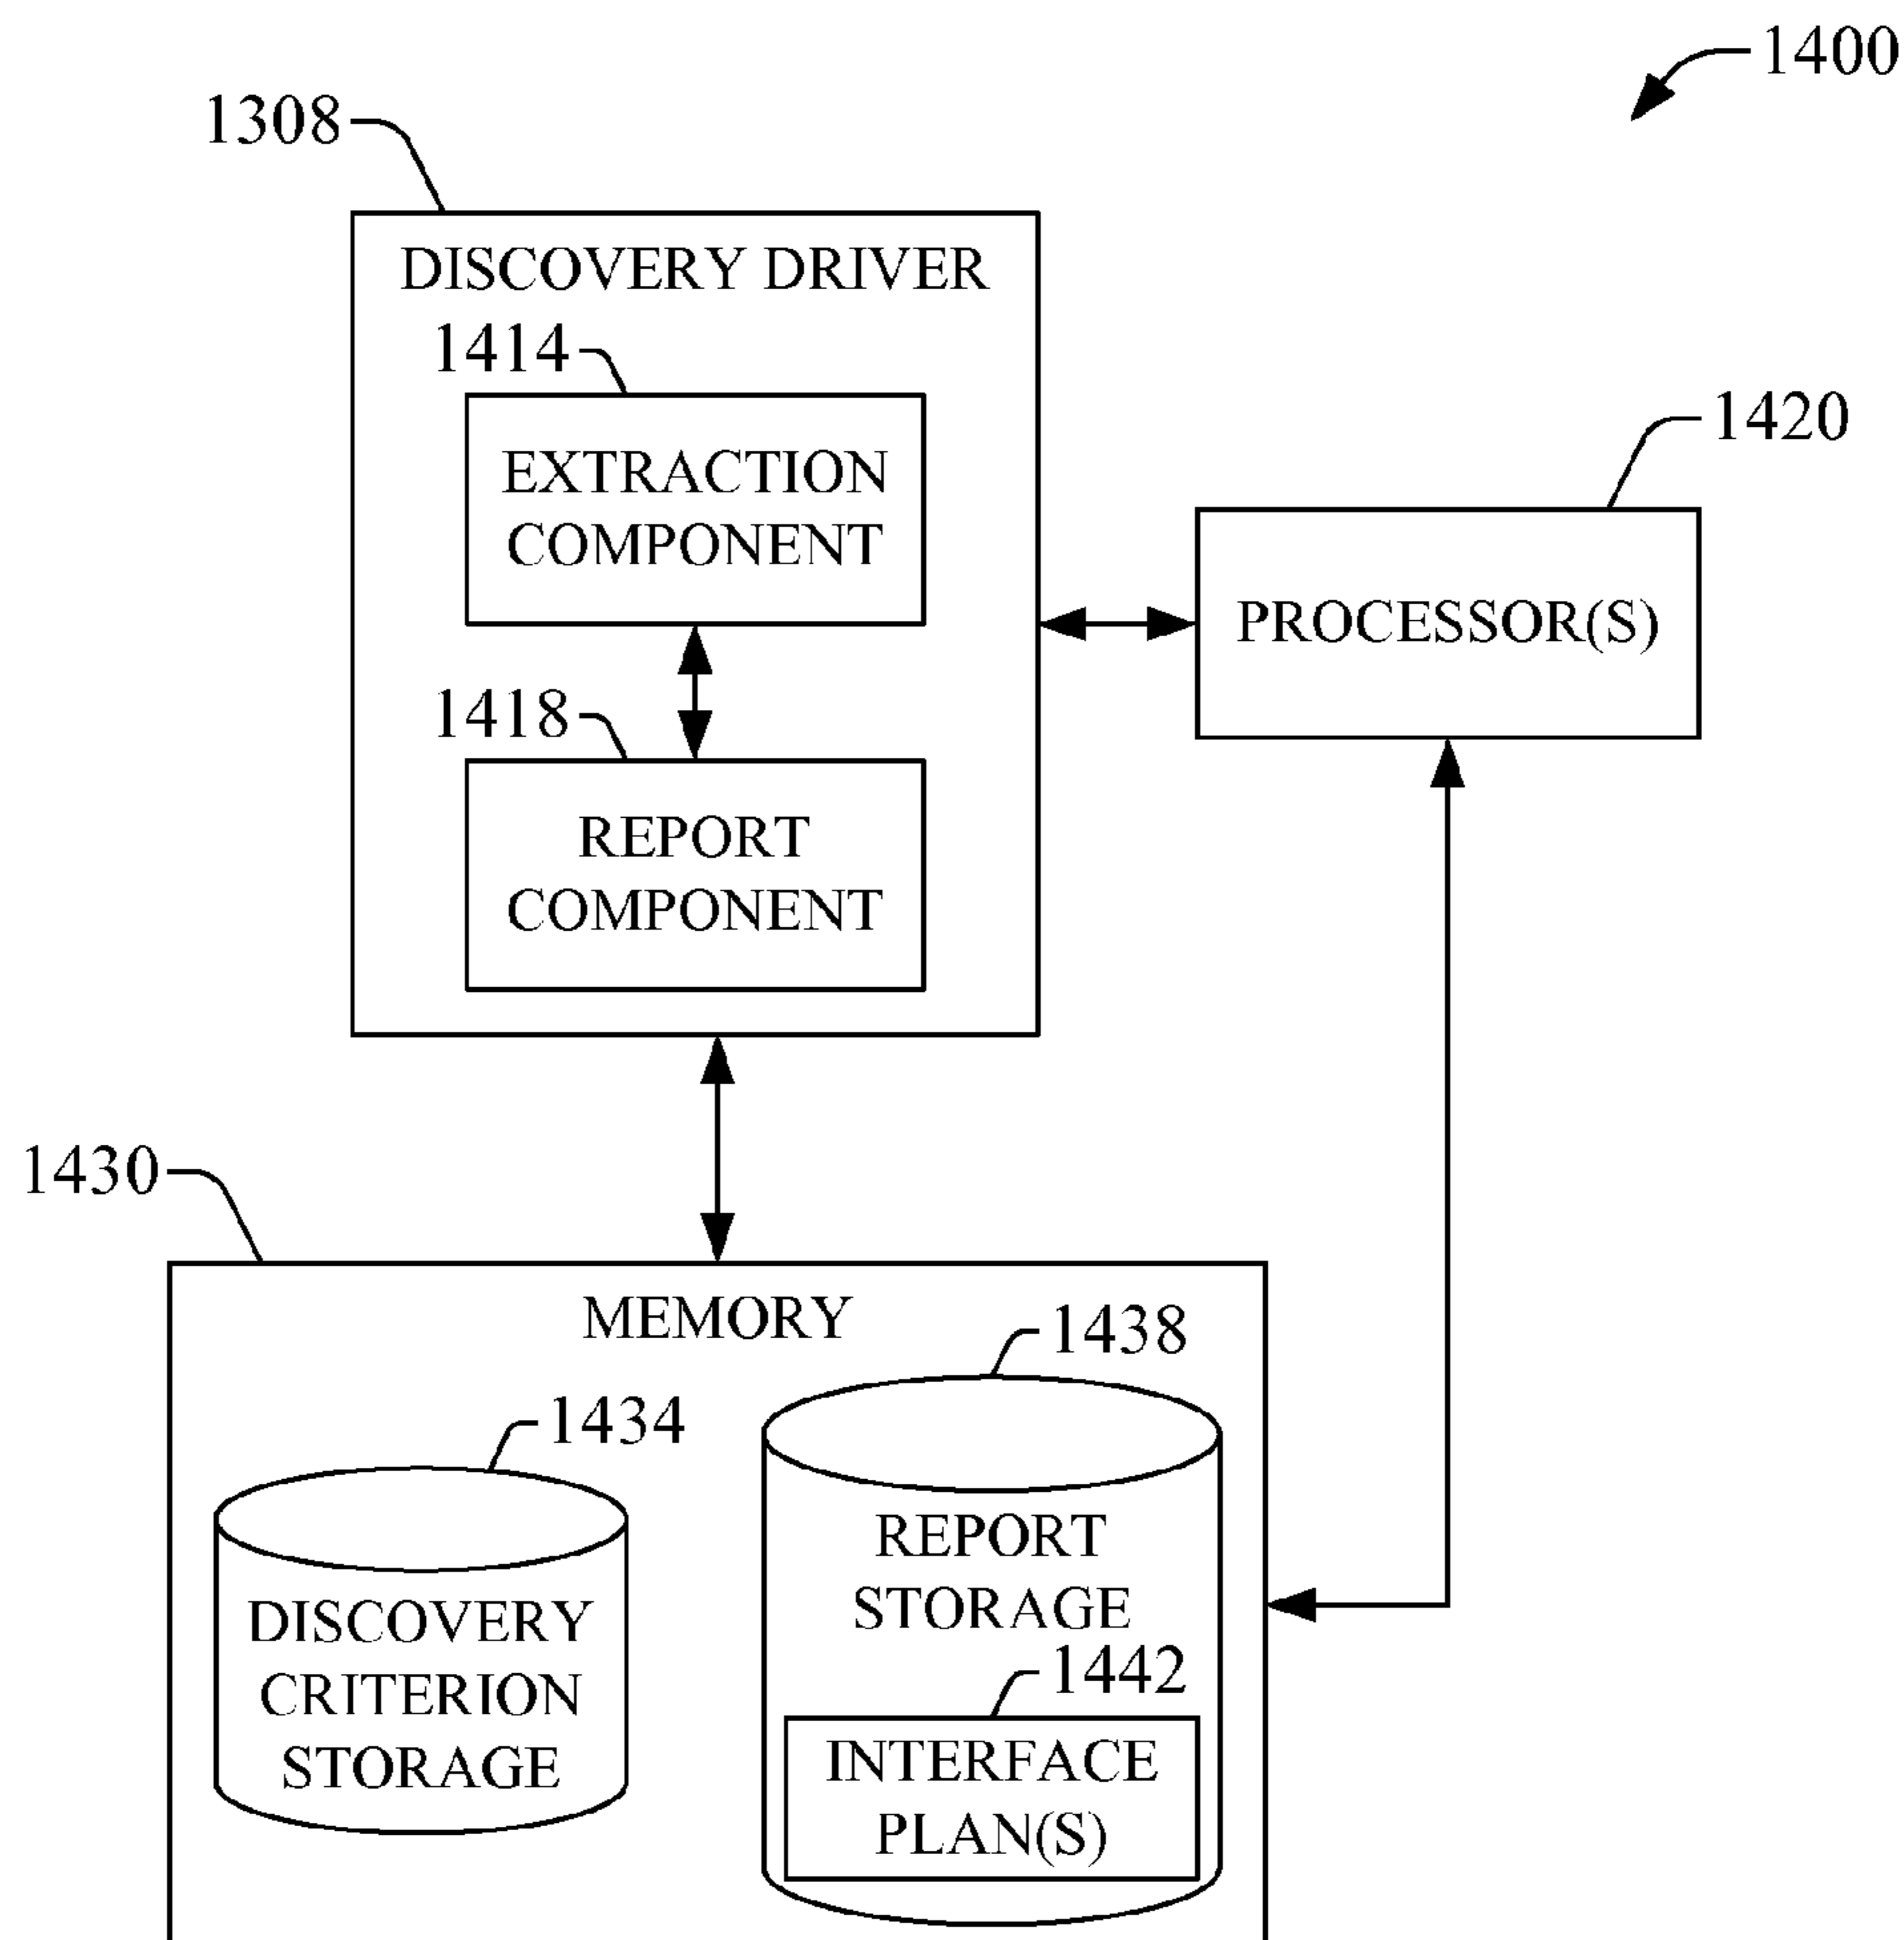 1400
1308
DISCOVERY DRIVER
1414
EXTRACTION
COMPONENT
1420
PROCESSOR(S)
1418
REPORT
COMPONENT
1430
MEMORY
1438
1434
REPORT
STORAGE
DISCOVERY
CRITERION
STORAGE
1442
INTERFACE
PLAN(S)